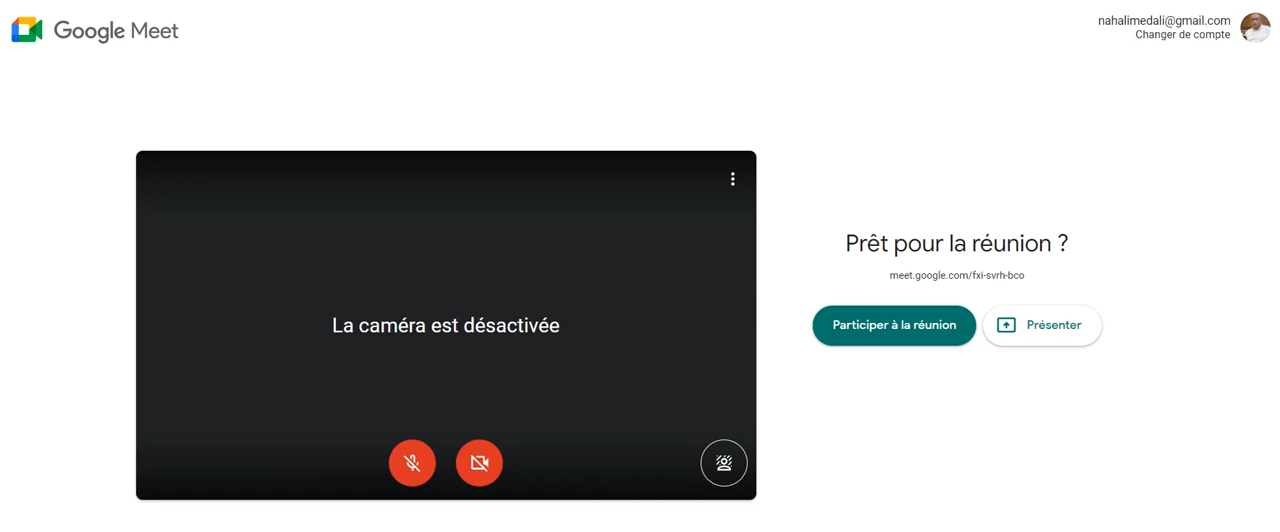 Google Meet
nahalimedali@gmail.com
Changer de compte
La caméra est désactivée
Prêt pour la réunion ?
meet.google.com/fxi-svrh-bco
Participer à la réunion
Présenter